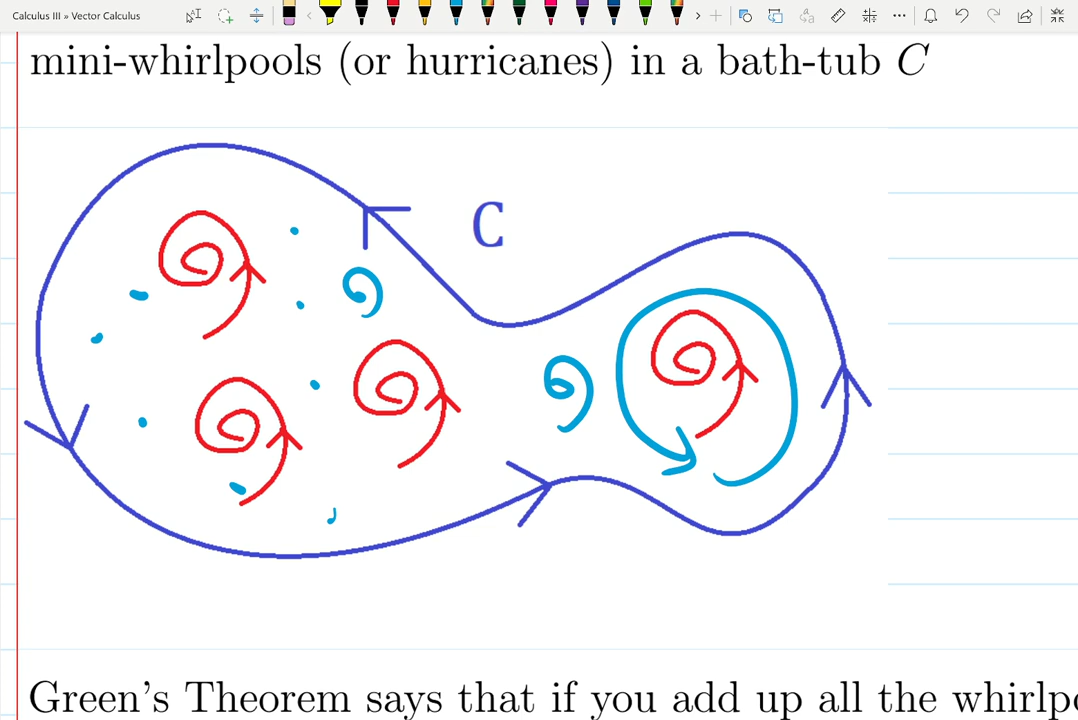 Calculus III » Vector Calculus
mini-whirlpools (or hurricanes) in a bath-tub C
C
Green's Theorem says that if you add up all the